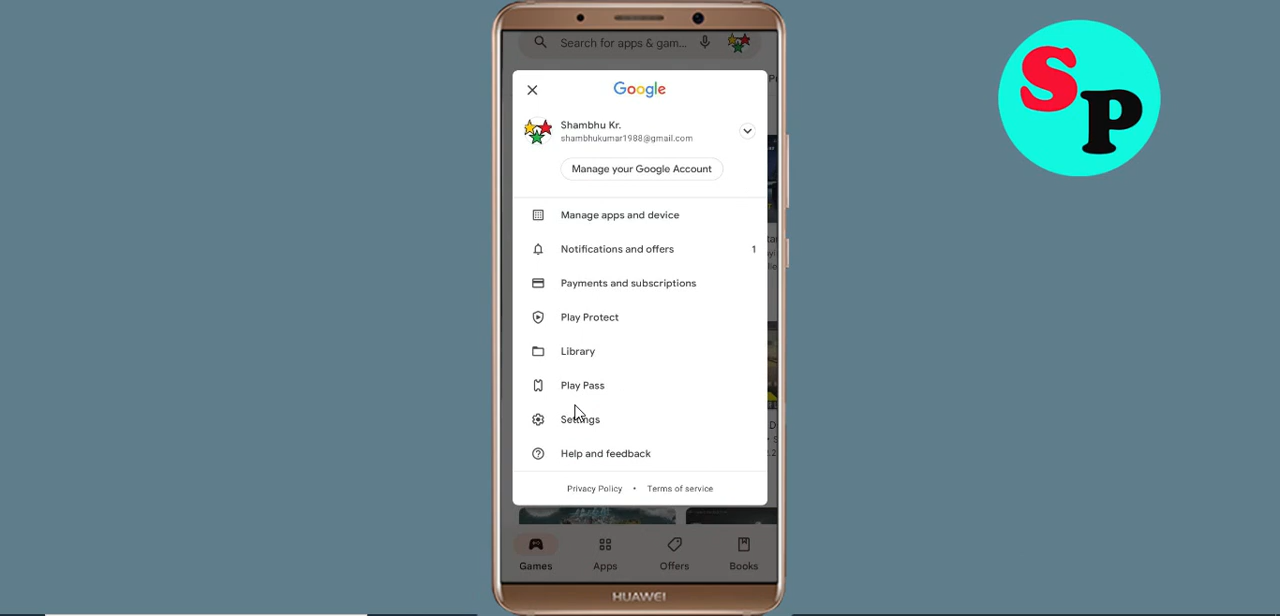 Search for apps & gam...
Google
Shambhu Kr.
shambhukumar1988@gmail.com
Manage your Google Account
Manage apps and device
Notifications and offers 1
Payments and subscriptions
Play Protect
Library
Play Pass
Settings
Help and feedback
Privacy Policy • Terms of service
Games Apps Offers Books
HUAWEI
SP